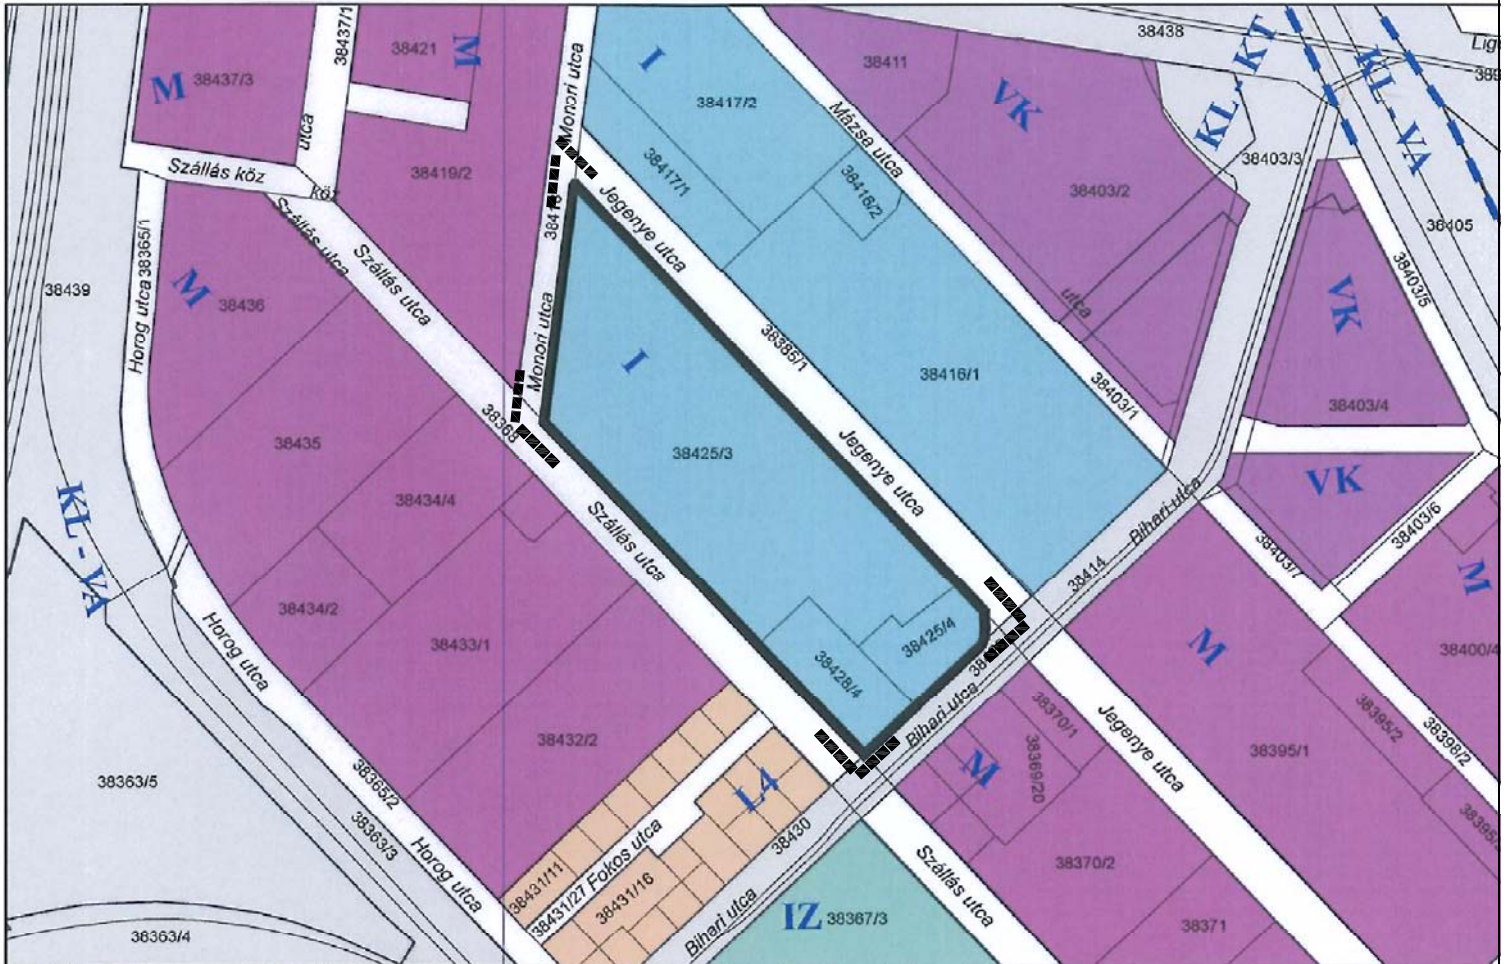 38437/1
38421
M
M
38437/3
utca
Szállás köz
köz
38419/2
Monori utca
I
38417/2
38417/1
38416/2
Mázsa utca
38411
VK
38438
KL - KT
KL - VA
Lig
38403/3
38403/2
38405
38403/5
VK
38403/4
38439
Horog utca
38365/1
M
38436
Szállás utca
Szállás utca
Monori utca
Jegenye utca
38385/1
I
utca
38416/1
38403/1
38435
38434/4
38368
38425/3
Jegenye utca
VK
38403/6
38403/7
M
Bihari utca
38414
KL - VA
Szállás utca
38434/2
38433/1
Horog utca
38428/4
38425/4
M
38400/4
38370/1
Jegenye utca
38395/1
38395/2
38398/2
Bihari utca
M
38369/20
38432/2
38363/5
38365/2
38363/3
L4
Horog utca
38431/11
38431/27 Fokos utca
38431/16
38430
Bihari utca
Szállás utca
38370/2
IZ
38367/3
38371
38363/4